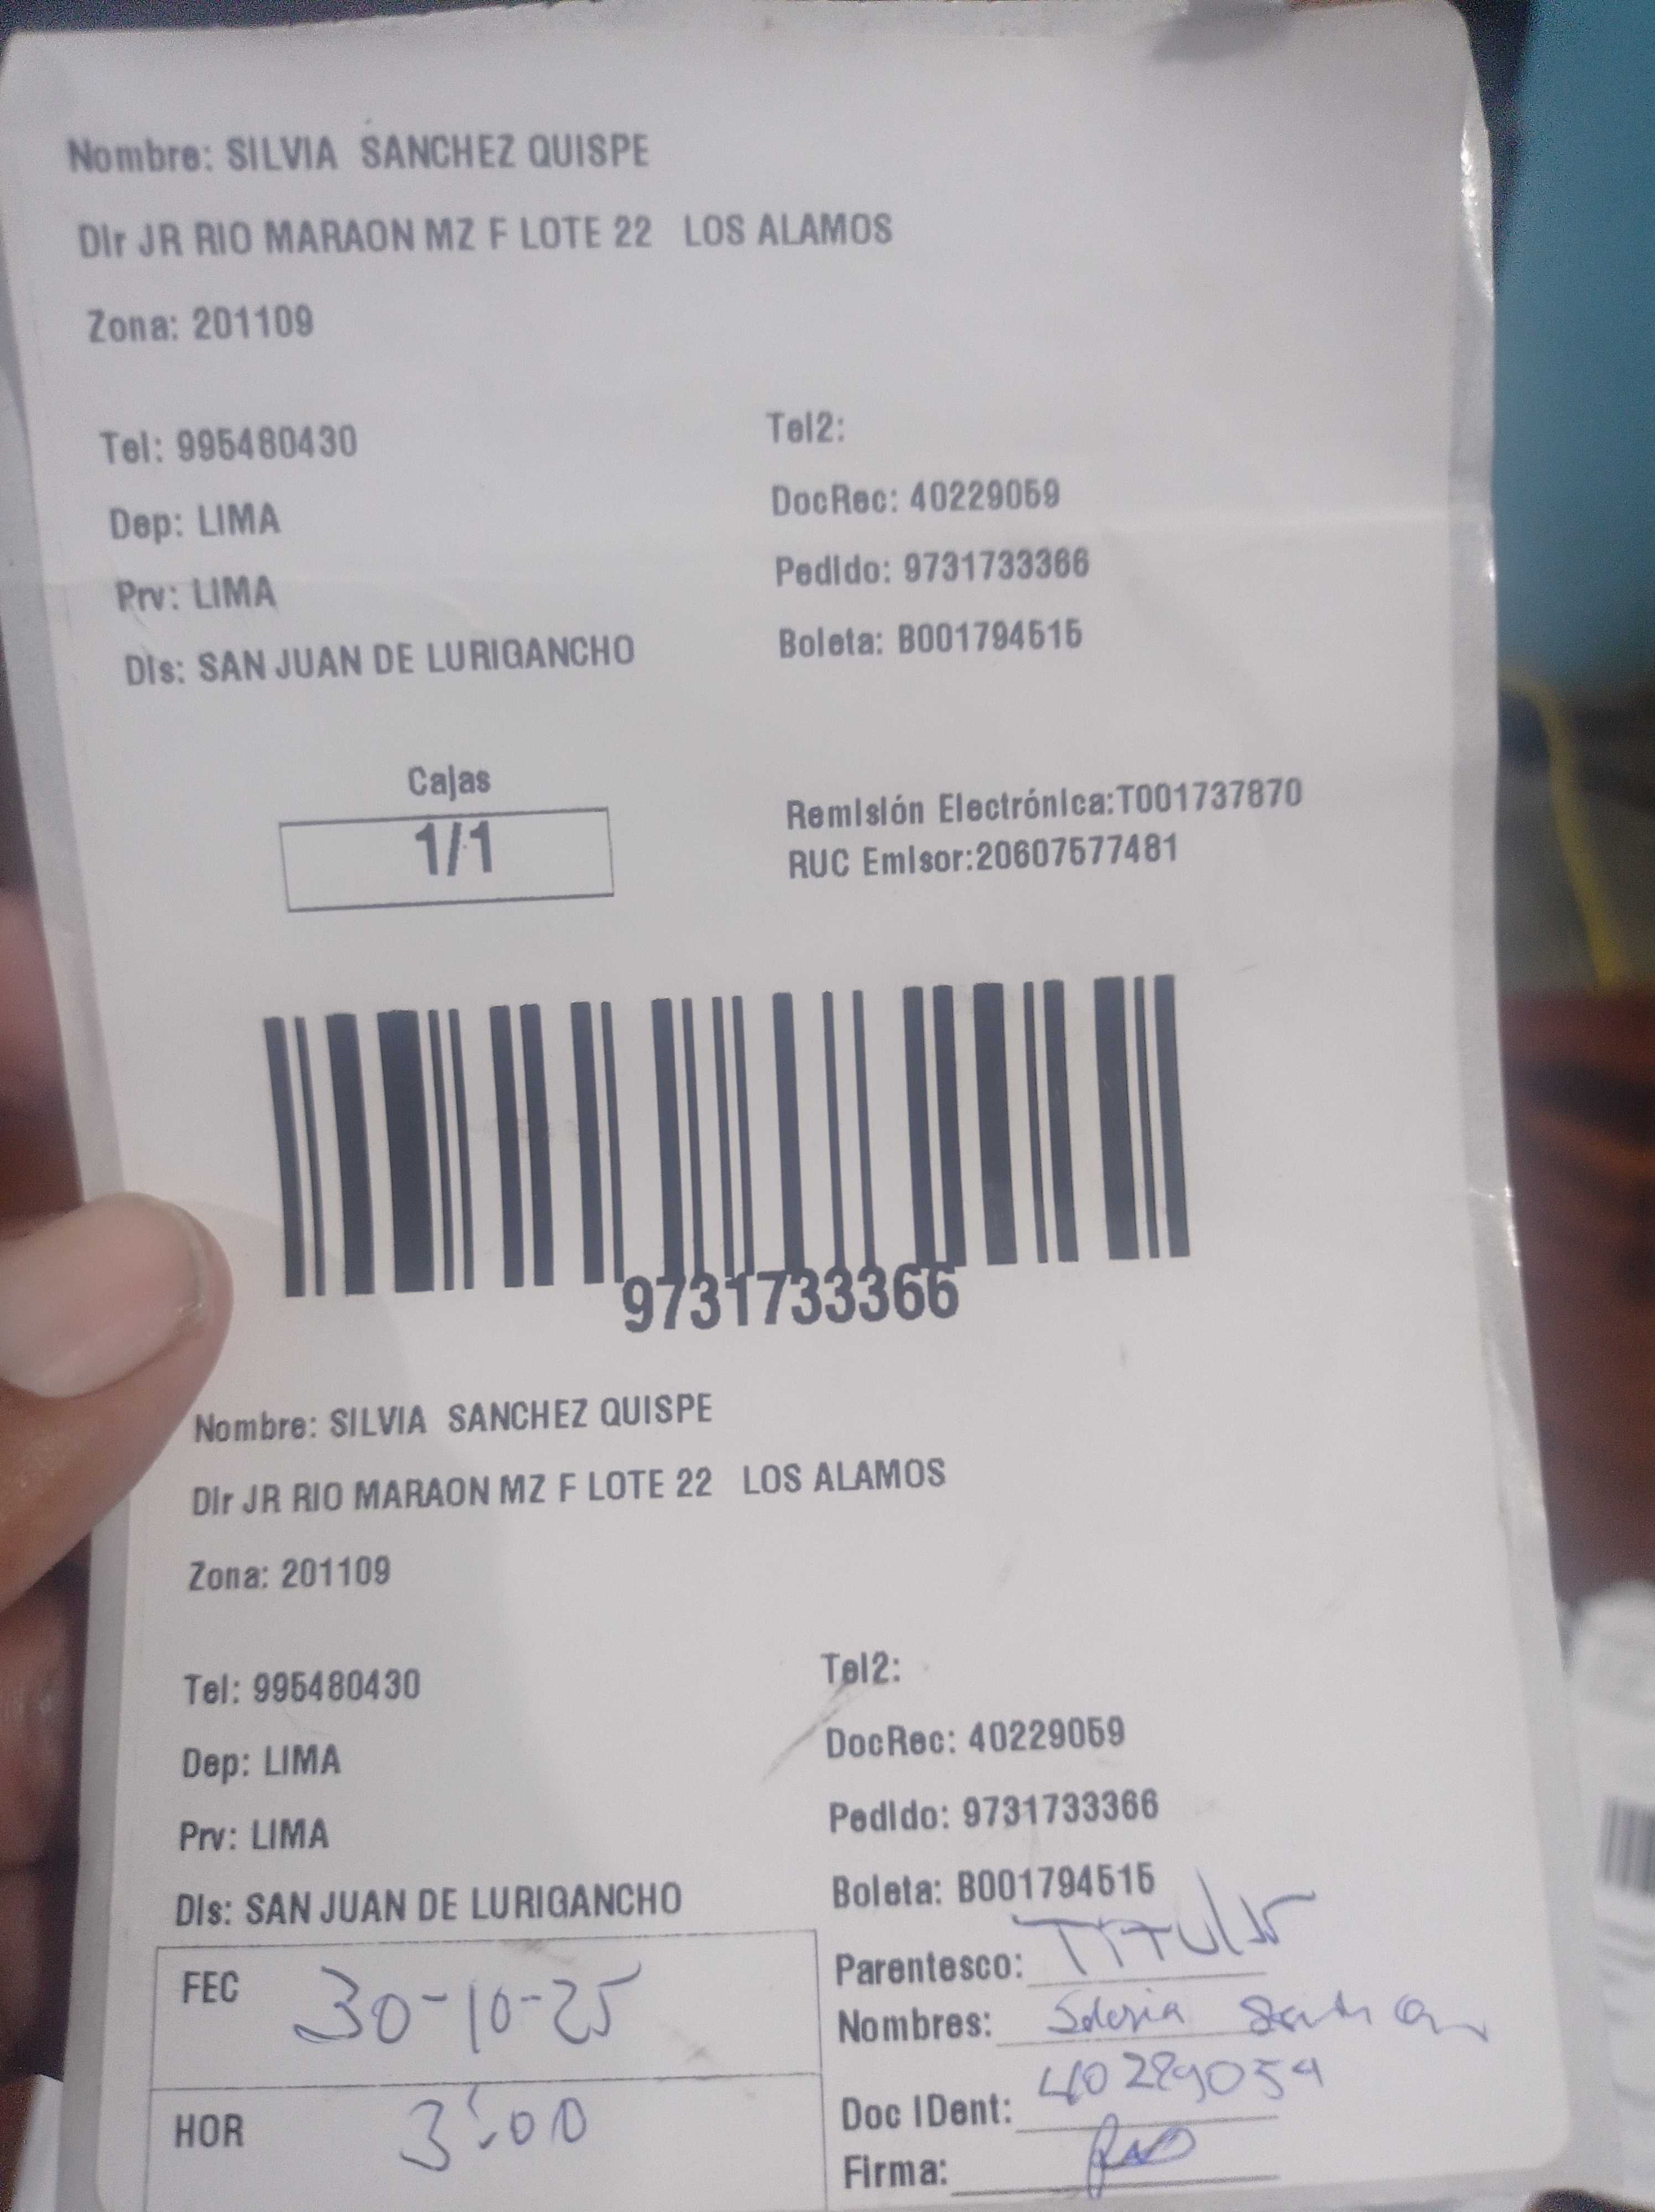 Nombre: SILVIA SANCHEZ QUISPE
Dir JR RIO MARAON MZ F LOTE 22 LOS ALAMOS
Zona: 201109
Tel: 995480430 Tel2:
Dep: LIMA DocRec: 40229059
Prv: LIMA Pedido: 9731733366
Dis: SAN JUAN DE LURIGANCHO Boleta: B001794515
Cajas
1/1
Remisión Electrónica:T001737870
RUC Emisor:20607577481
9731733366
Nombre: SILVIA SANCHEZ QUISPE
Dir JR RIO MARAON MZ F LOTE 22 LOS ALAMOS
Zona: 201109
Tel: 995480430 Tel2:
Dep: LIMA DocRec: 40229059
Prv: LIMA Pedido: 9731733366
Dis: SAN JUAN DE LURIGANCHO Boleta: B001794515
FEC 30-10-25
Parentesco: TITULAR
Nombres:
HOR 3:00
Doc IDent:
Firma: